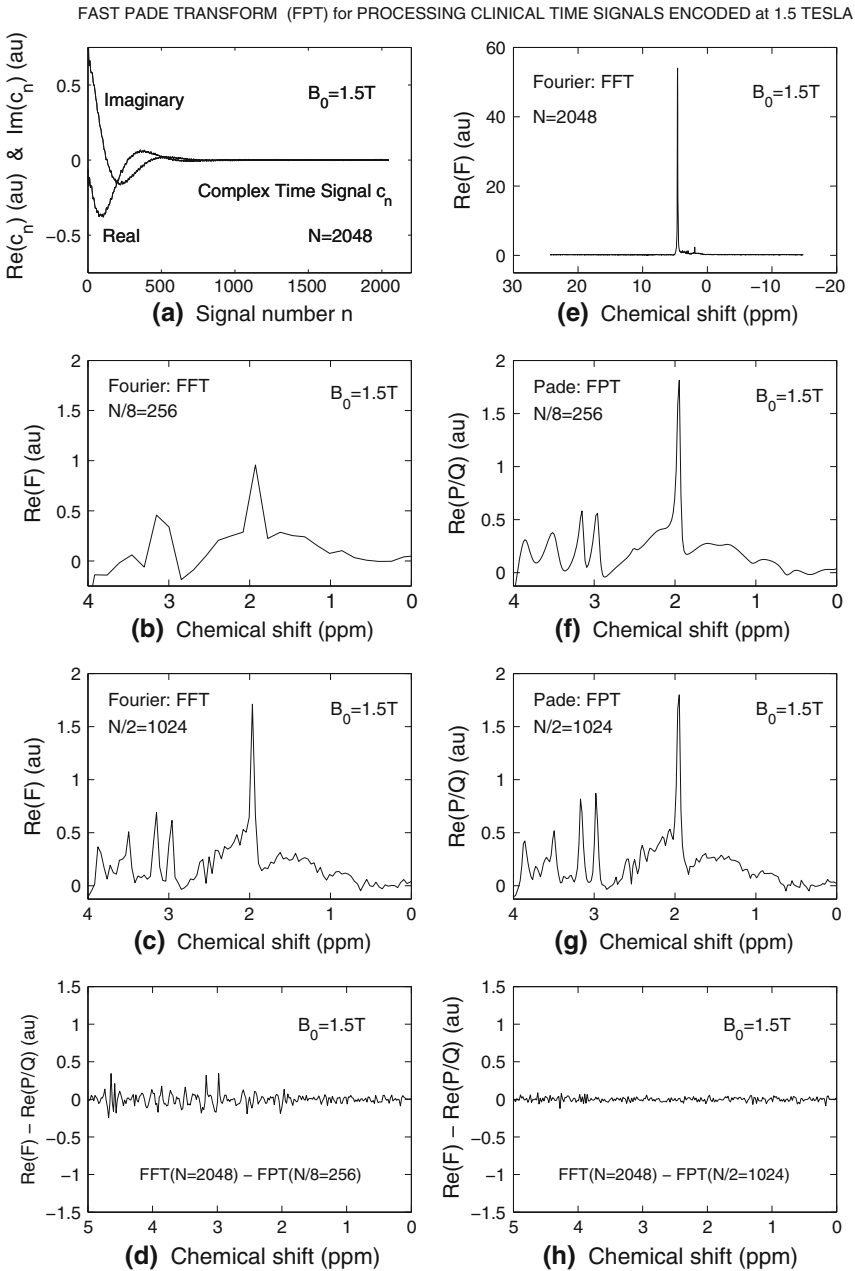 FAST PADE TRANSFORM (FPT) for PROCESSING CLINICAL TIME SIGNALS ENCODED at 1.5 TESLA
Re(cn) (au) & Im(cn) (au)
0.5
0
−0.5
Imaginary
B0=1.5T
Complex Time Signal cn
Real
N=2048
0 500 1000 1500 2000
(a) Signal number n
Re(F) (au)
60
40
20
0
Fourier: FFT
B0=1.5T
N=2048
30 20 10 0 −10 −20
(e) Chemical shift (ppm)
Re(F) (au)
2
1.5
1
0.5
0
Fourier: FFT
B0=1.5T
N/8=256
4 3 2 1 0
(b) Chemical shift (ppm)
Re(P/Q) (au)
2
1.5
1
0.5
0
Pade: FPT
B0=1.5T
N/8=256
4 3 2 1 0
(f) Chemical shift (ppm)
Re(F) (au)
2
1.5
1
0.5
0
Fourier: FFT
B0=1.5T
N/2=1024
4 3 2 1 0
(c) Chemical shift (ppm)
Re(P/Q) (au)
2
1.5
1
0.5
0
Pade: FPT
B0=1.5T
N/2=1024
4 3 2 1 0
(g) Chemical shift (ppm)
Re(F) − Re(P/Q) (au)
1.5
1
0.5
0
−0.5
−1
−1.5
B0=1.5T
FFT(N=2048) − FPT(N/8=256)
5 4 3 2 1 0
(d) Chemical shift (ppm)
Re(F) − Re(P/Q) (au)
1.5
1
0.5
0
−0.5
−1
−1.5
B0=1.5T
FFT(N=2048) − FPT(N/2=1024)
5 4 3 2 1 0
(h) Chemical shift (ppm)